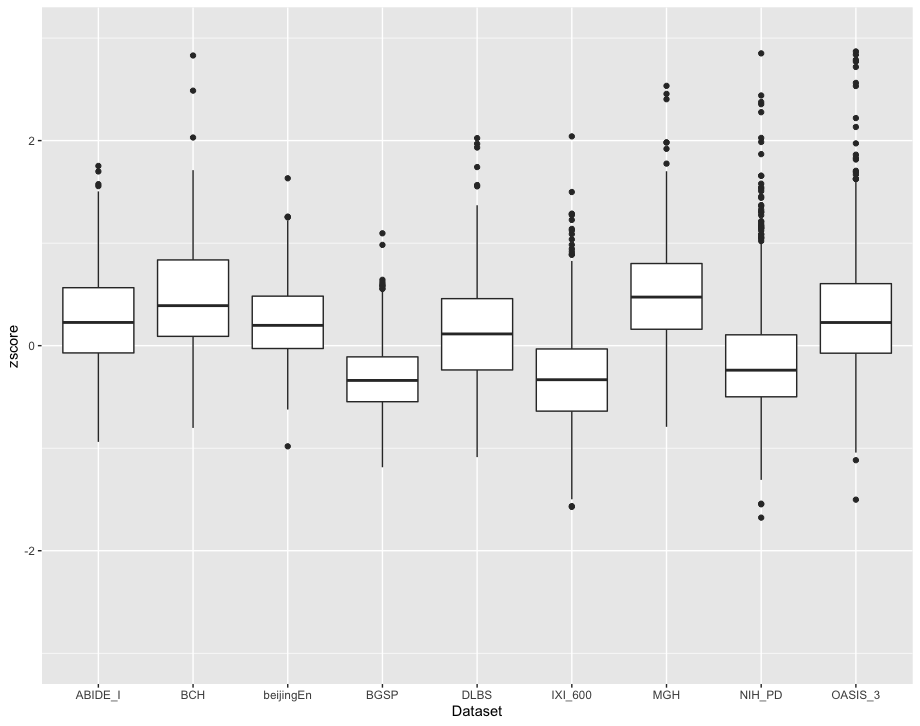 zscore
2
0
-2
ABIDE_I BCH beijingEn BGSP DLBS IXI_600 MGH NIH_PD OASIS_3
Dataset